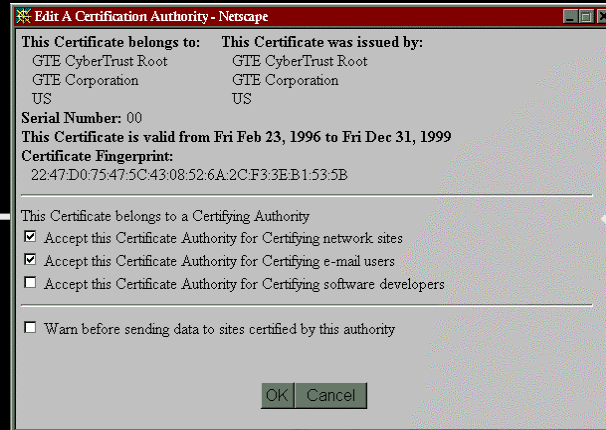 Edit A Certification Authority - Netscape
This Certificate belongs to: This Certificate was issued by:
GTE CyberTrust Root GTE CyberTrust Root
GTE Corporation GTE Corporation
US US
Serial Number: 00
This Certificate is valid from Fri Feb 23, 1996 to Fri Dec 31, 1999
Certificate Fingerprint:
22:47:D0:75:47:5C:43:08:52:6A:2C:F3:3E:B1:53:5B
This Certificate belongs to a Certifying Authority
Accept this Certificate Authority for Certifying network sites
Accept this Certificate Authority for Certifying e-mail users
Accept this Certificate Authority for Certifying software developers
Warn before sending data to sites certified by this authority
OK Cancel